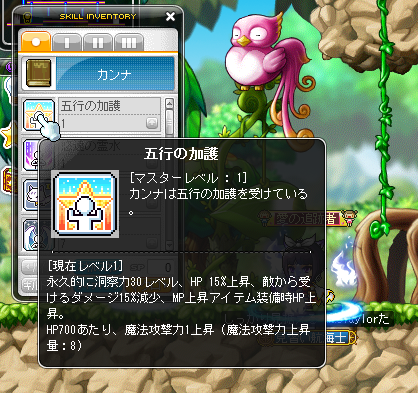 SKILL INVENTORY
I II III
カンナ
五行の加護
1
五行の加護
[マスターレベル : 1]
カンナは五行の加護を受けている
。
[現在レベル1]
永久的に洞察力30レベル、HP 15%上昇、敵から受
けるダメージ15%減少、MP上昇アイテム装備時HP上
昇。
HP700あたり、魔法攻撃力1上昇（魔法攻撃力上昇
量：8）